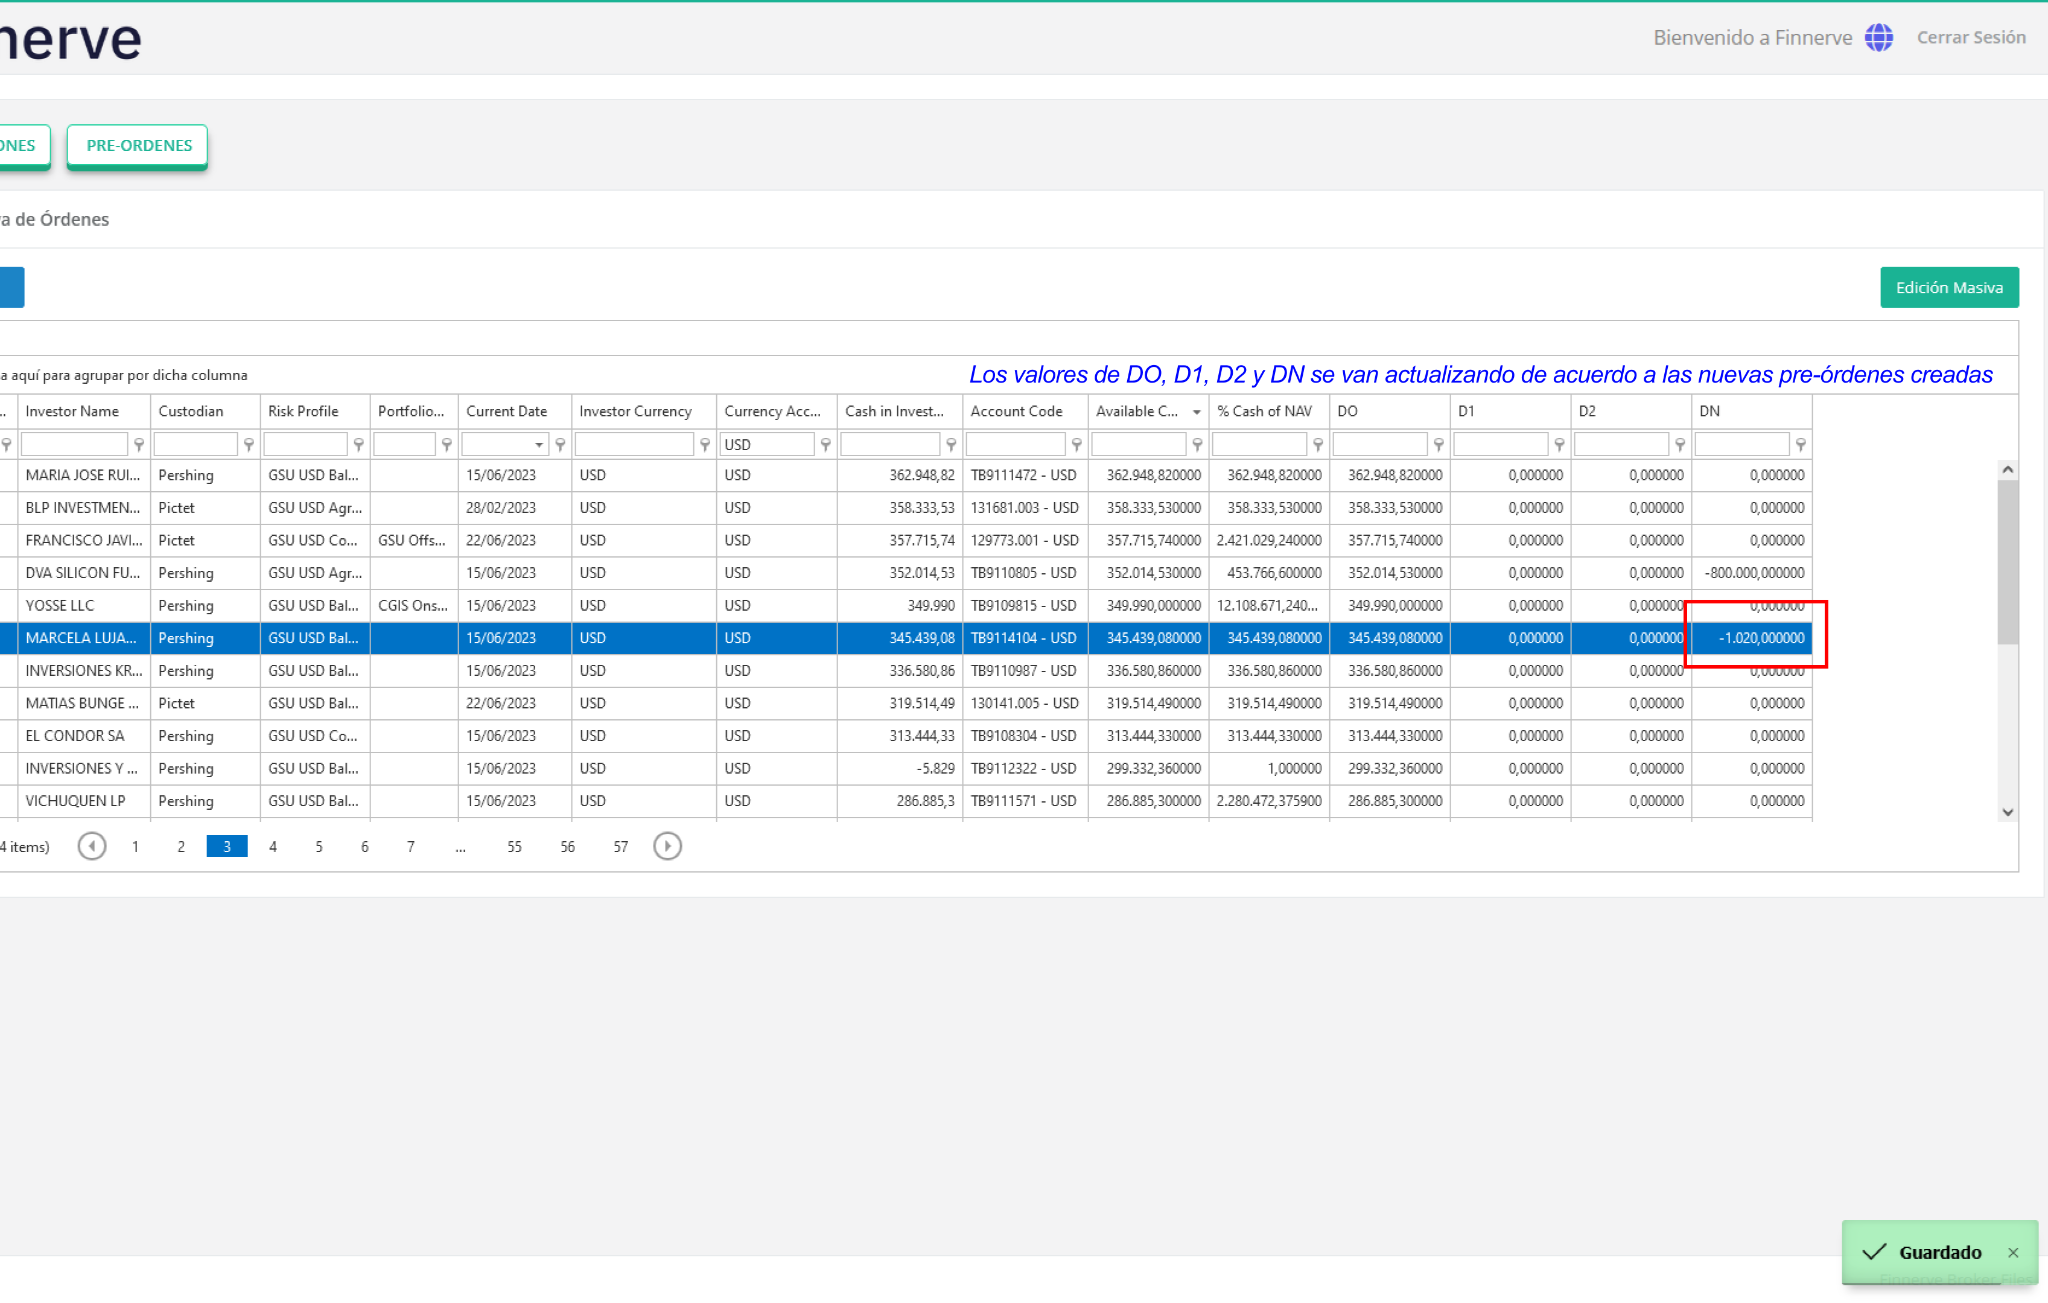 nerve
Bienvenido a Finnerve Cerrar Sesión
ONES PRE-ORDENES
a de Órdenes
Edición Masiva
a aquí para agrupar por dicha columna Los valores de DO, D1, D2 y DN se van actualizando de acuerdo a las nuevas pre-órdenes creadas
... Investor Name Custodian Risk Profile Portfolio... Current Date Investor Currency Currency Acc... Cash in Invest... Account Code Available C... % Cash of NAV DO D1 D2 DN
USD
MARIA JOSE RUI... Pershing GSU USD Bal... 15/06/2023 USD USD 362.948,82 TB9111472 - USD 362.948,820000 362.948,820000 362.948,820000 0,000000 0,000000 0,000000
BLP INVESTMEN... Pictet GSU USD Agr... 28/02/2023 USD USD 358.333,53 131681.003 - USD 358.333,530000 358.333,530000 358.333,530000 0,000000 0,000000 0,000000
FRANCISCO JAVI... Pictet GSU USD Co... GSU Offs... 22/06/2023 USD USD 357.715,74 129773.001 - USD 357.715,740000 2.421.029,240000 357.715,740000 0,000000 0,000000 0,000000
DVA SILICON FU... Pershing GSU USD Agr... 15/06/2023 USD USD 352.014,53 TB9110805 - USD 352.014,530000 453.766,600000 352.014,530000 0,000000 0,000000 -800.000,000000
YOSSE LLC Pershing GSU USD Bal... CGIS Ons... 15/06/2023 USD USD 349.990 TB9109815 - USD 349.990,000000 12.108.671,240... 349.990,000000 0,000000 0,000000 0,000000
MARCELA LUJA... Pershing GSU USD Bal... 15/06/2023 USD USD 345.439,08 TB9114104 - USD 345.439,080000 345.439,080000 345.439,080000 0,000000 0,000000 -1.020,000000
INVERSIONES KR... Pershing GSU USD Bal... 15/06/2023 USD USD 336.580,86 TB9110987 - USD 336.580,860000 336.580,860000 336.580,860000 0,000000 0,000000 0,000000
MATIAS BUNGE ... Pictet GSU USD Bal... 22/06/2023 USD USD 319.514,49 130141.005 - USD 319.514,490000 319.514,490000 319.514,490000 0,000000 0,000000 0,000000
EL CONDOR SA Pershing GSU USD Co... 15/06/2023 USD USD 313.444,33 TB9108304 - USD 313.444,330000 313.444,330000 313.444,330000 0,000000 0,000000 0,000000
INVERSIONES Y ... Pershing GSU USD Bal... 15/06/2023 USD USD -5.829 TB9112322 - USD 299.332,360000 1,000000 299.332,360000 0,000000 0,000000 0,000000
VICHUQUEN LP Pershing GSU USD Bal... 15/06/2023 USD USD 286.885,3 TB9111571 - USD 286.885,300000 2.280.472,375900 286.885,300000 0,000000 0,000000 0,000000
4 items) 1 2 3 4 5 6 7 ... 55 56 57
Guardado
Finnerve Broker Files